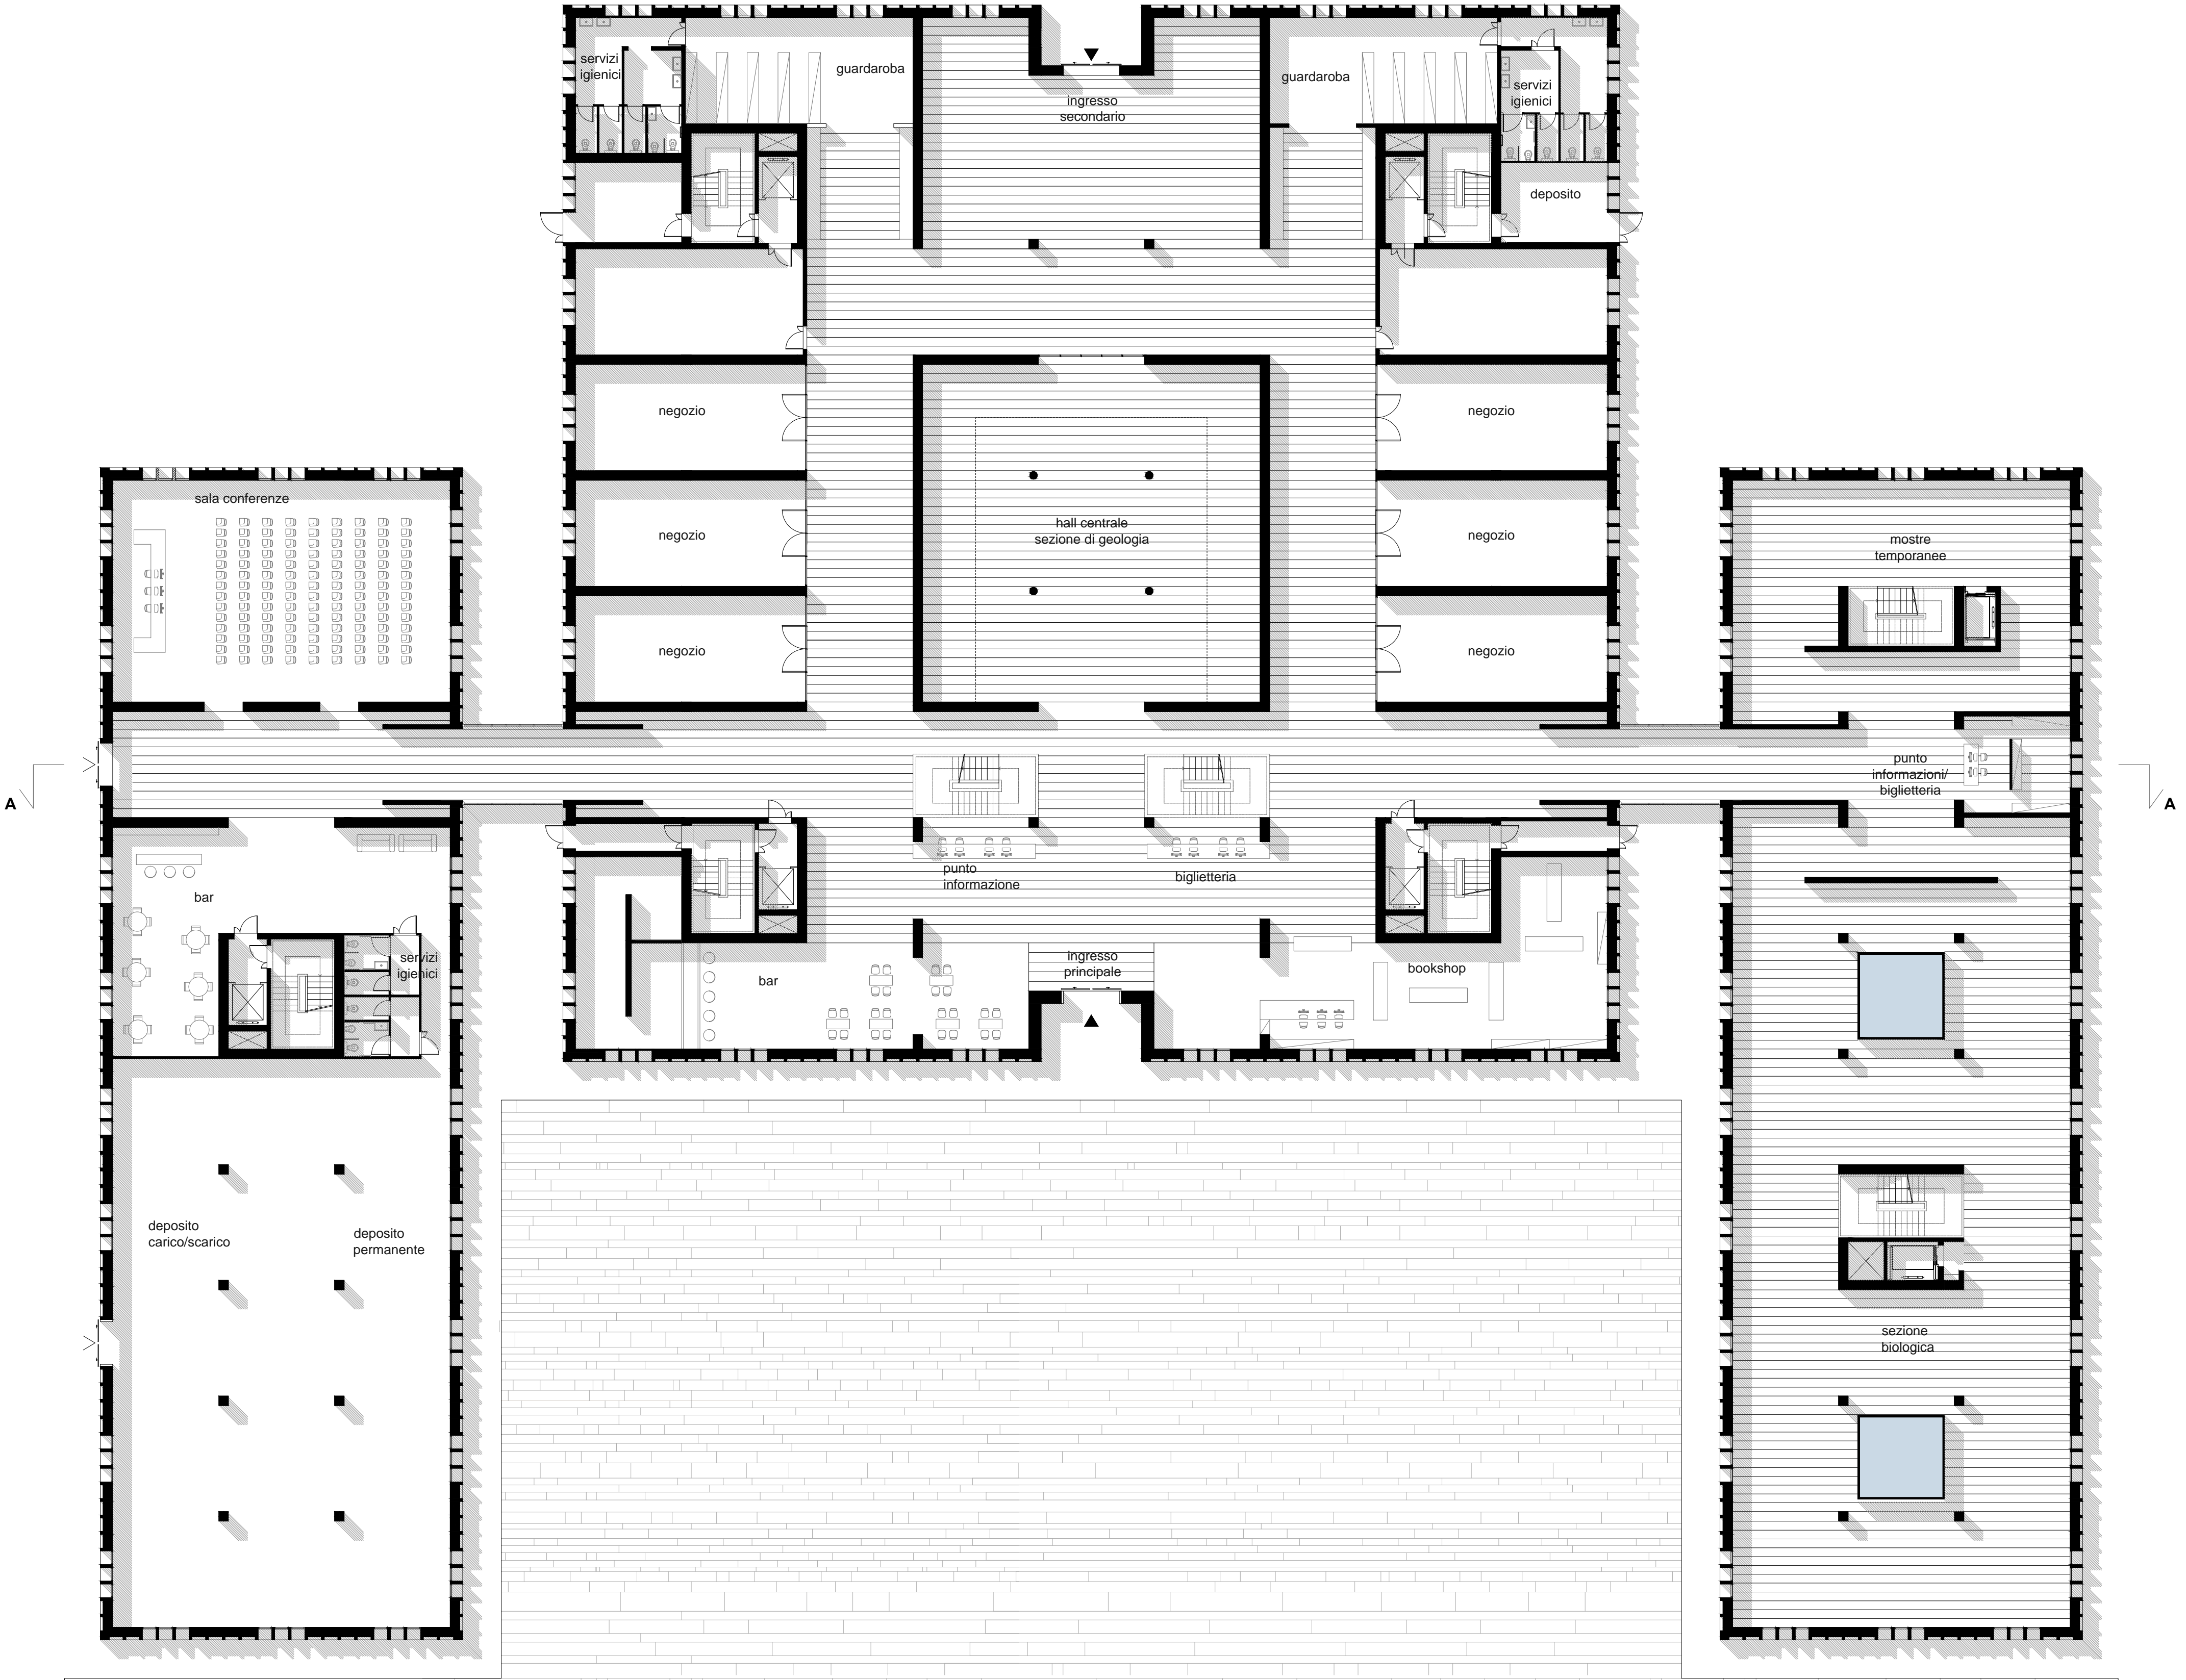 servizi
igienici
guardaroba
ingresso
secondario
guardaroba
servizi
igienici
deposito
negozio
negozio
sala conferenze
hall centrale
sezione di geologia
negozio
negozio
mostre
temporanee
negozio
negozio
A
punto
informazioni/
biglietteria
A
bar
punto
informazione
biglietteria
servizi
igienici
bar
ingresso
principale
bookshop
deposito
carico/scarico
deposito
permanente
sezione
biologica